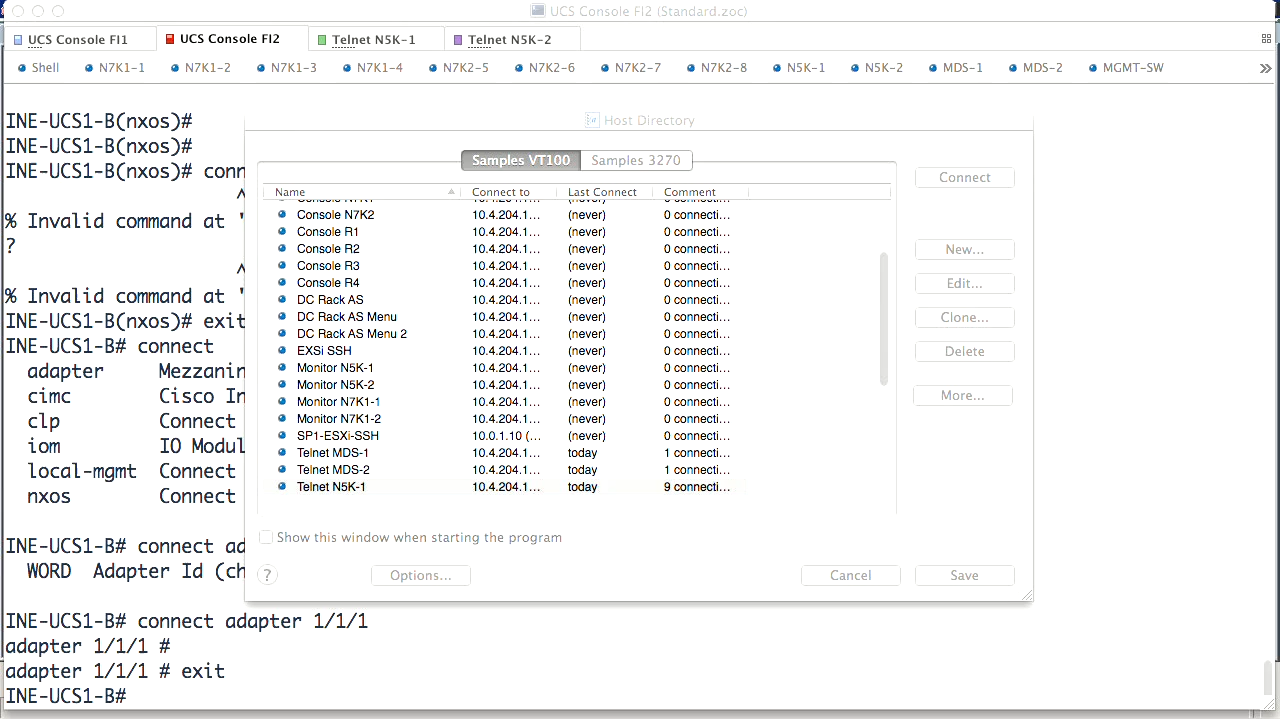 UCS Console FI2 (Standard.zoc)
UCS Console FI1 UCS Console FI2 Telnet N5K-1 Telnet N5K-2
Shell N7K1-1 N7K1-2 N7K1-3 N7K1-4 N7K2-5 N7K2-6 N7K2-7 N7K2-8 N5K-1 N5K-2 MDS-1 MDS-2 MGMT-SW »
INE-UCS1-B(nxos)#
INE-UCS1-B(nxos)#
INE-UCS1-B(nxos)# conn
^
% Invalid command at '
?
^
% Invalid command at '
INE-UCS1-B(nxos)# exit
INE-UCS1-B# connect
adapter Mezzanin
cimc Cisco In
clp Connect
iom IO Modul
local-mgmt Connect
nxos Connect
INE-UCS1-B# connect ad
WORD Adapter Id (ch
INE-UCS1-B# connect adapter 1/1/1
adapter 1/1/1 #
adapter 1/1/1 # exit
INE-UCS1-B#
Host Directory
Samples VT100 Samples 3270
Name Connect to Last Connect Comment
Console N7K2 10.4.204.1... (never) 0 connecti...
Console R1 10.4.204.1... (never) 0 connecti...
Console R2 10.4.204.1... (never) 0 connecti...
Console R3 10.4.204.1... (never) 0 connecti...
Console R4 10.4.204.1... (never) 0 connecti...
DC Rack AS 10.4.204.1... (never) 0 connecti...
DC Rack AS Menu 10.4.204.1... (never) 0 connecti...
DC Rack AS Menu 2 10.4.204.1... (never) 0 connecti...
EXSi SSH 10.4.204.1... (never) 0 connecti...
Monitor N5K-1 10.4.204.1... (never) 0 connecti...
Monitor N5K-2 10.4.204.1... (never) 0 connecti...
Monitor N7K1-1 10.4.204.1... (never) 0 connecti...
Monitor N7K1-2 10.4.204.1... (never) 0 connecti...
SP1-ESXi-SSH 10.0.1.10 (... (never) 0 connecti...
Telnet MDS-1 10.4.204.1... today 1 connecti...
Telnet MDS-2 10.4.204.1... today 1 connecti...
Telnet N5K-1 10.4.204.1... today 9 connecti...
Connect
New...
Edit...
Clone...
Delete
More...
Show this window when starting the program
? Options... Cancel Save